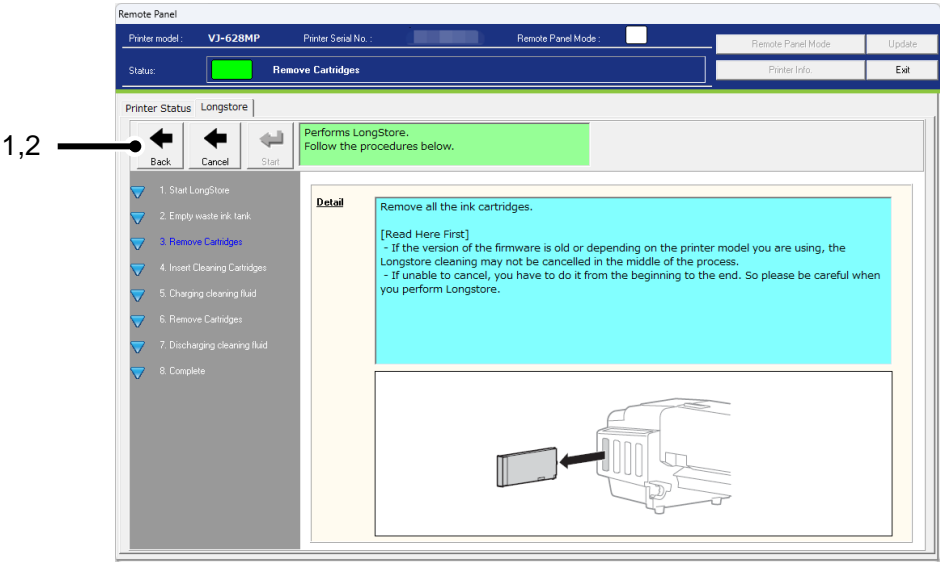 Remote Panel
Printer model : VJ-628MP Printer Serial No. : Remote Panel Mode : Remote Panel Mode Update
Status: Remove Cartridges Printer Info. Exit
Printer Status Longstore
1,2
Back Cancel Start
Performs LongStore.
Follow the procedures below.
1. Start LongStore
2. Empty waste ink tank
3. Remove Cartridges
4. Insert Cleaning Cartridges
5. Charging cleaning fluid
6. Remove Cartridges
7. Discharging cleaning fluid
8. Complete
Detail
Remove all the ink cartridges.
[Read Here First]
- If the version of the firmware is old or depending on the printer model you are using, the
Longstore cleaning may not be cancelled in the middle of the process.
- If unable to cancel, you have to do it from the beginning to the end. So please be careful when
you perform Longstore.